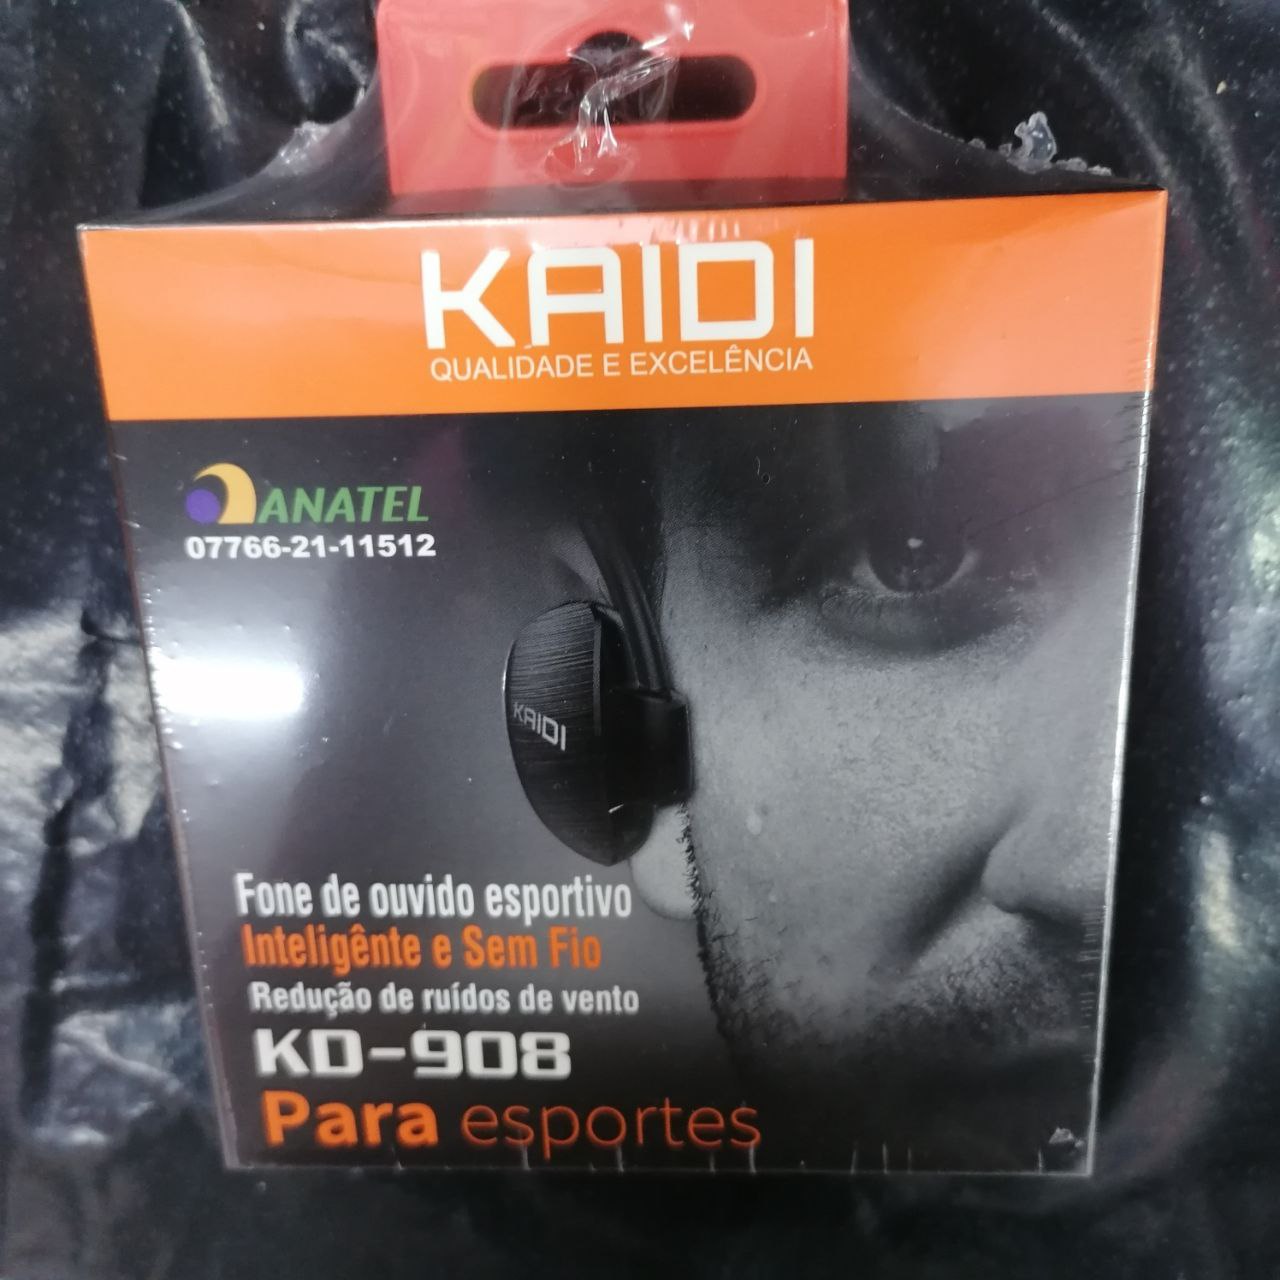 KAIDI
QUALIDADE E EXCELÊNCIA
ANATEL
07766-21-11512
KAIDI
Fone de ouvido esportivo
Inteligênte e Sem Fio
Redução de ruídos de vento
KD-908
Para esportes